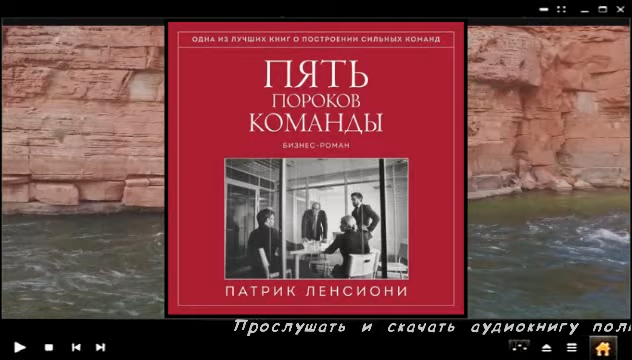 ОДНА ИЗ ЛУЧШИХ КНИГ О ПОСТРОЕНИИ СИЛЬНЫХ КОМАНД
ПЯТЬ
ПОРОКОВ
КОМАНДЫ
БИЗНЕС-РОМАН
ПАТРИК ЛЕНСИОНИ
Прослушать и скачать аудиокнигу